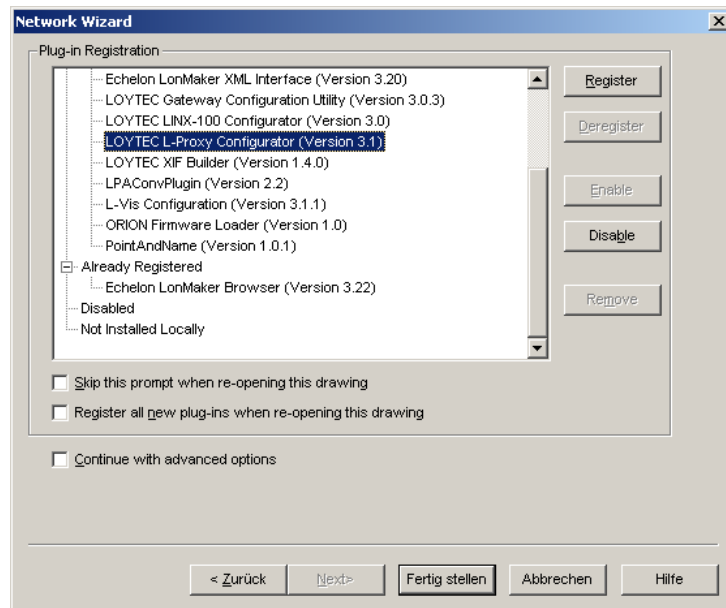 Network Wizard
Plug-in Registration
Echelon LonMaker XML Interface (Version 3.20)
LOYTEC Gateway Configuration Utility (Version 3.0.3)
LOYTEC LINX-100 Configurator (Version 3.0)
LOYTEC L-Proxy Configurator (Version 3.1)
LOYTEC XIF Builder (Version 1.4.0)
LPAConvPlugin (Version 2.2)
L-Vis Configuration (Version 3.1.1)
ORION Firmware Loader (Version 1.0)
PointAndName (Version 1.0.1)
Already Registered
Echelon LonMaker Browser (Version 3.22)
Disabled
Not Installed Locally
Register
Deregister
Enable
Disable
Remove
Skip this prompt when re-opening this drawing
Register all new plug-ins when re-opening this drawing
Continue with advanced options
< Zurück
Next>
Fertig stellen
Abbrechen
Hilfe